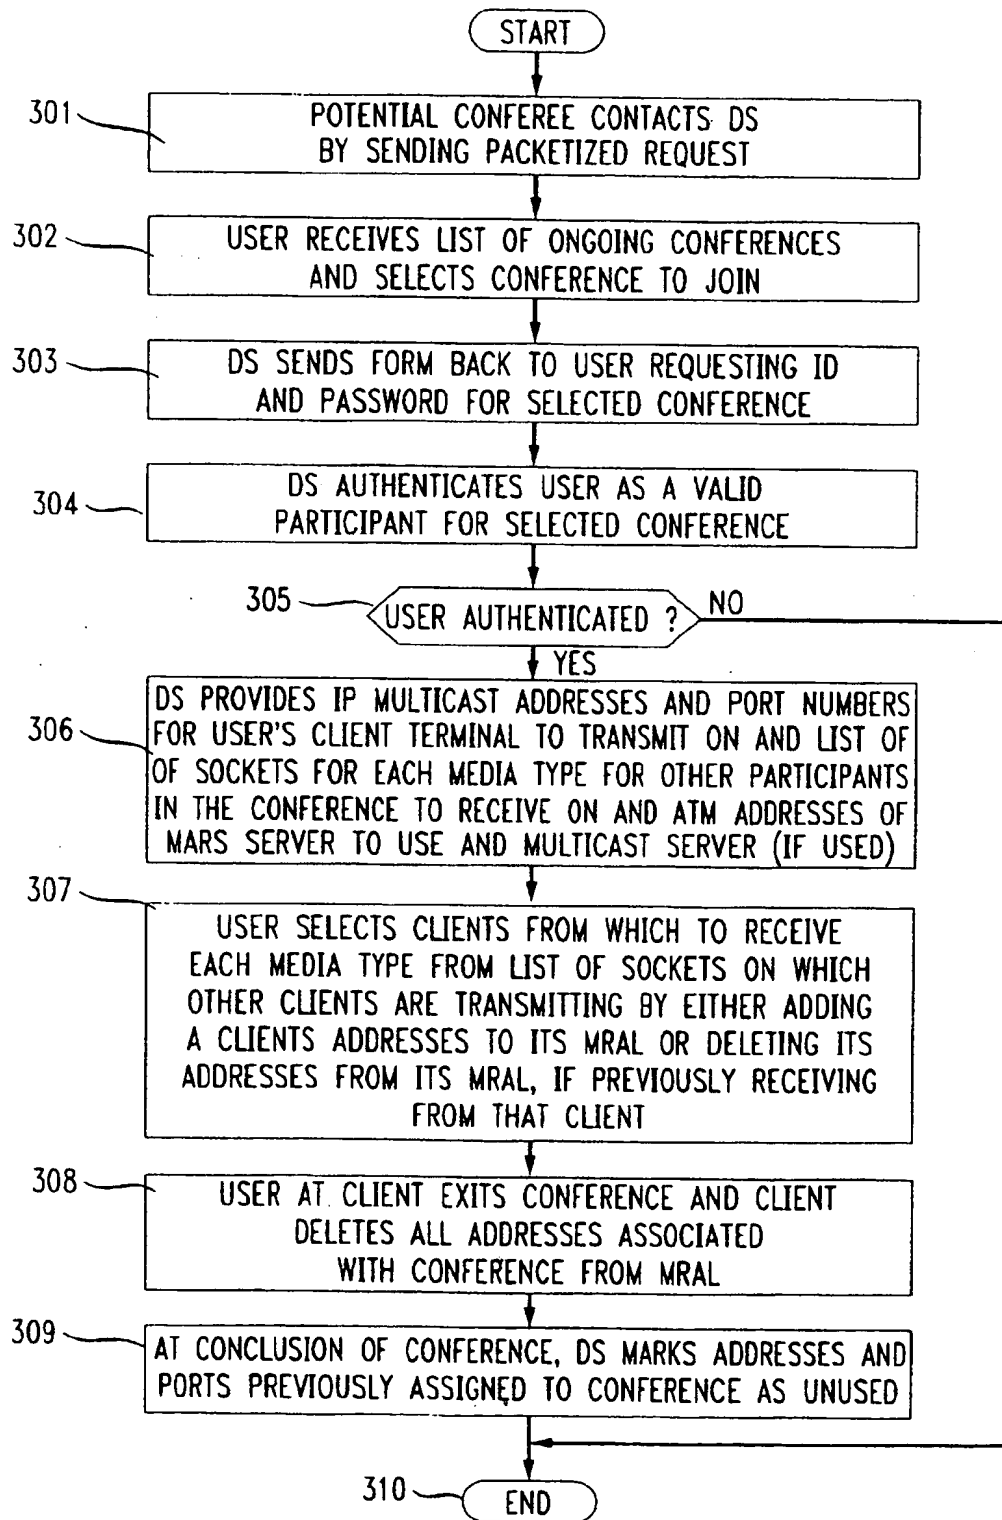 START
301
POTENTIAL CONFEREE CONTACTS DS
BY SENDING PACKETIZED REQUEST
302
USER RECEIVES LIST OF ONGOING CONFERENCES
AND SELECTS CONFERENCE TO JOIN
303
DS SENDS FORM BACK TO USER REQUESTING ID
AND PASSWORD FOR SELECTED CONFERENCE
304
DS AUTHENTICATES USER AS A VALID
PARTICIPANT FOR SELECTED CONFERENCE
305
USER AUTHENTICATED ?
NO
YES
306
DS PROVIDES IP MULTICAST ADDRESSES AND PORT NUMBERS
FOR USER'S CLIENT TERMINAL TO TRANSMIT ON AND LIST OF
OF SOCKETS FOR EACH MEDIA TYPE FOR OTHER PARTICIPANTS
IN THE CONFERENCE TO RECEIVE ON AND ATM ADDRESSES OF
MARS SERVER TO USE AND MULTICAST SERVER (IF USED)
307
USER SELECTS CLIENTS FROM WHICH TO RECEIVE
EACH MEDIA TYPE FROM LIST OF SOCKETS ON WHICH
OTHER CLIENTS ARE TRANSMITTING BY EITHER ADDING
A CLIENTS ADDRESSES TO ITS MRAL OR DELETING ITS
ADDRESSES FROM ITS MRAL, IF PREVIOUSLY RECEIVING
FROM THAT CLIENT
308
USER AT CLIENT EXITS CONFERENCE AND CLIENT
DELETES ALL ADDRESSES ASSOCIATED
WITH CONFERENCE FROM MRAL
309
AT CONCLUSION OF CONFERENCE, DS MARKS ADDRESSES AND
PORTS PREVIOUSLY ASSIGNED TO CONFERENCE AS UNUSED
310
END